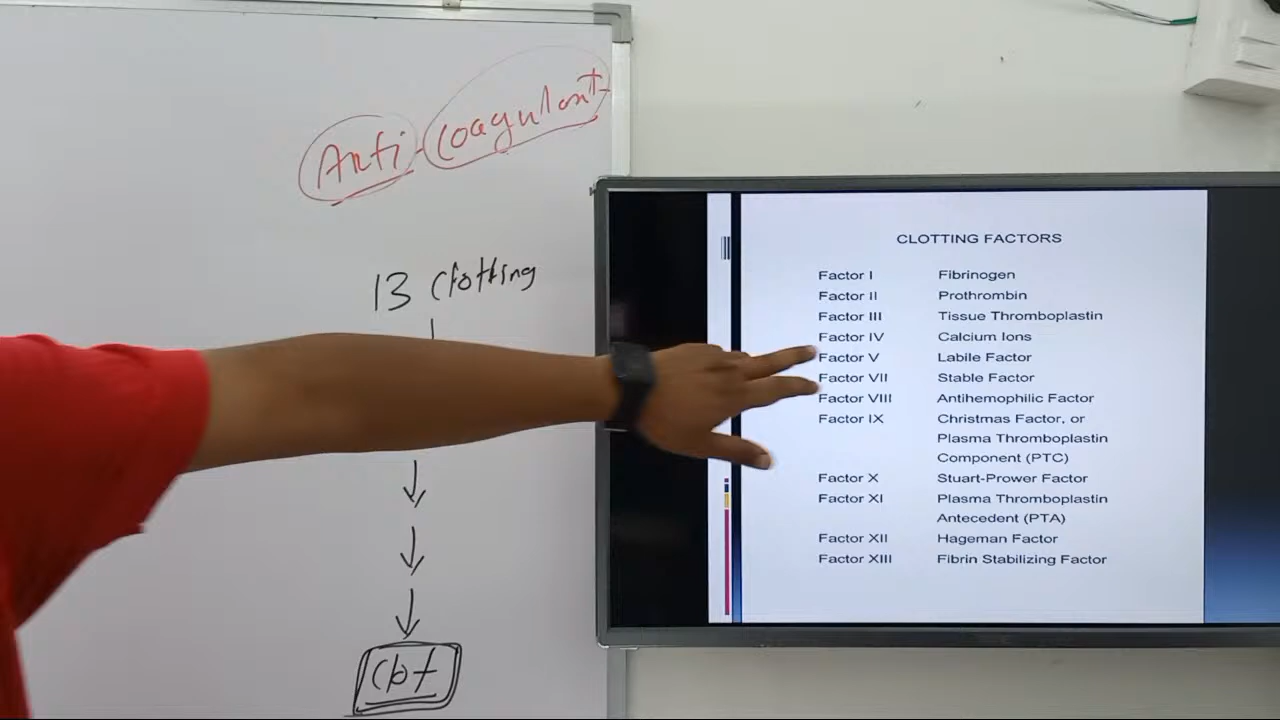 Anti-coagulant
13 clotting
Clot
CLOTTING FACTORS
Factor I Fibrinogen
Factor II Prothrombin
Factor III Tissue Thromboplastin
Factor IV Calcium Ions
Factor V Labile Factor
Factor VII Stable Factor
Factor VIII Antihemophilic Factor
Factor IX Christmas Factor, or
Plasma Thromboplastin
Component (PTC)
Factor X Stuart-Prower Factor
Factor XI Plasma Thromboplastin
Antecedent (PTA)
Factor XII Hageman Factor
Factor XIII Fibrin Stabilizing Factor